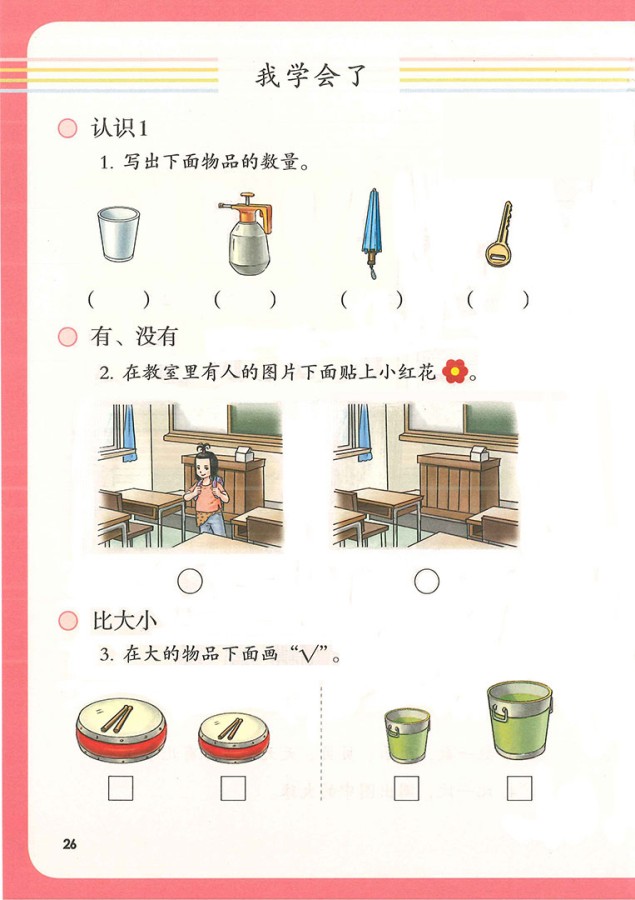 我学会了
认识1
1. 写出下面物品的数量。
(  ) (  ) (  ) (  )
有、没有
2. 在教室里有人的图片下面贴上小红花。
比大小
3. 在大的物品下面画“√”。
26